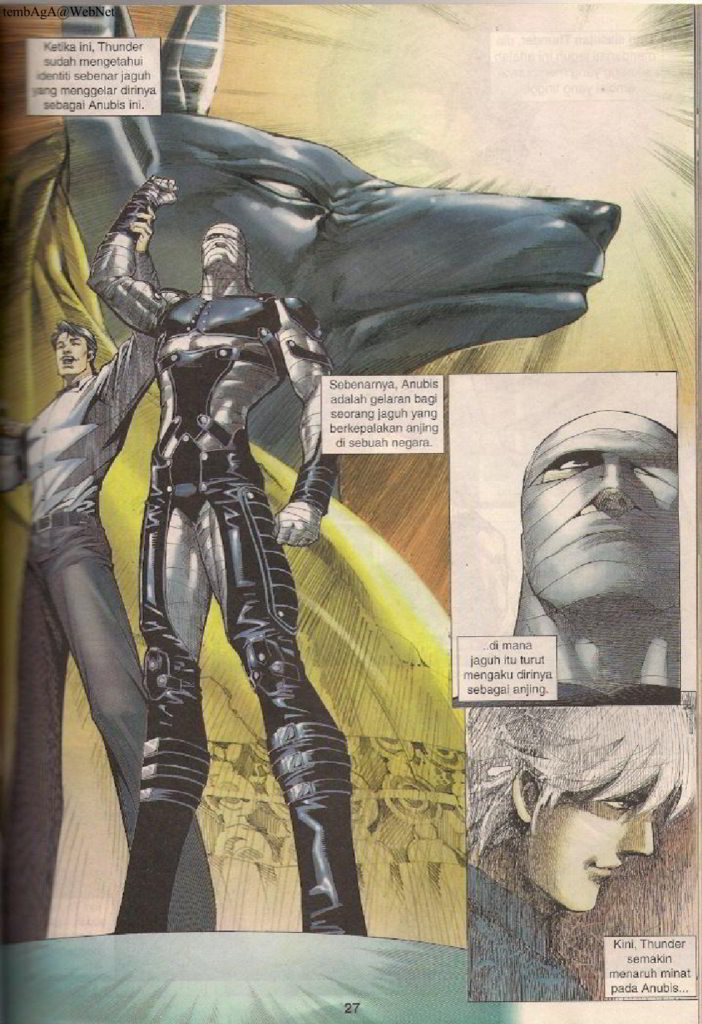 tembAgA@WebNet
Ketika ini, Thunder
sudah mengetahui
identiti sebenar jaguh
yang menggelar dirinya
sebagai Anubis ini.
Sebenarnya, Anubis
adalah gelaran bagi
seorang jaguh yang
berkepalakan anjing
di sebuah negara.
..di mana
jaguh itu turut
mengaku dirinya
sebagai anjing.
Kini, Thunder
semakin
menaruh minat
pada Anubis...
27